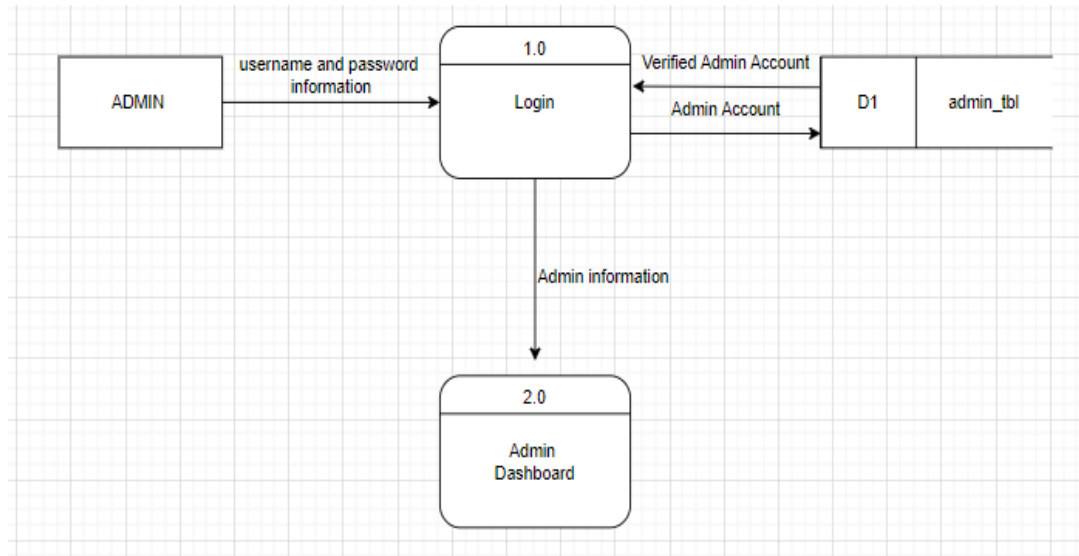 1.0
username and password
information
Verified Admin Account
ADMIN
Login
D1
admin_tbl
Admin Account
Admin information
2.0
Admin
Dashboard